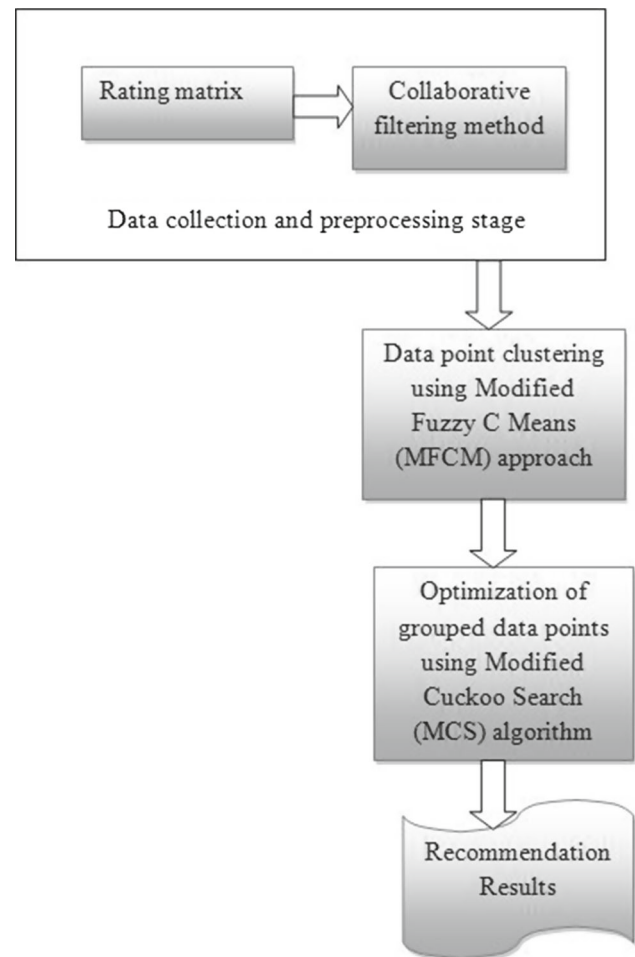 Rating matrix
Collaborative
filtering method
Data collection and preprocessing stage
Data point clustering
using Modified
Fuzzy C Means
(MFCM) approach
Optimization of
grouped data points
using Modified
Cuckoo Search
(MCS) algorithm
Recommendation
Results